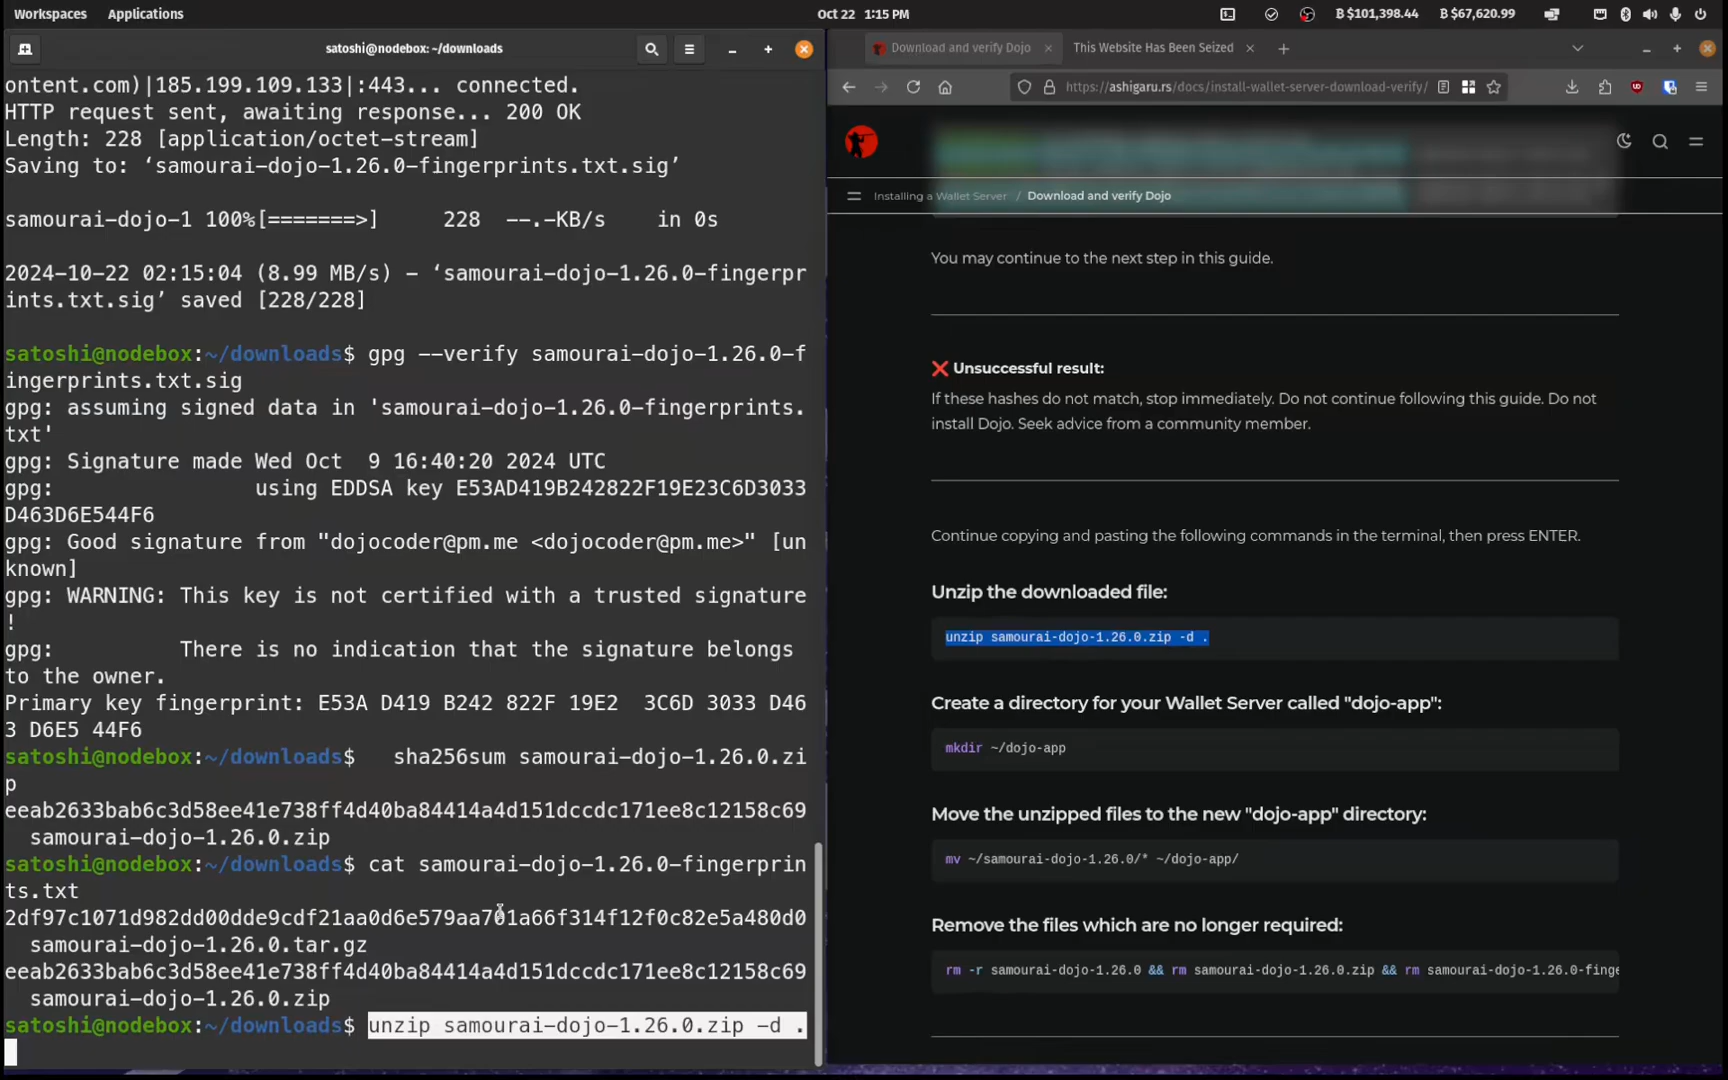 Workspaces Applications Oct 22 1:15 PM ₿ $101,398.44 ₿ $67,620.99
satoshi@nodebox: ~/downloads
ontent.com)|185.199.109.133|:443... connected.
HTTP request sent, awaiting response... 200 OK
Length: 228 [application/octet-stream]
Saving to: ‘samourai-dojo-1.26.0-fingerprints.txt.sig’
samourai-dojo-1 100%[=======>]     228  --.-KB/s    in 0s
2024-10-22 02:15:04 (8.99 MB/s) - ‘samourai-dojo-1.26.0-fingerpr
ints.txt.sig’ saved [228/228]
satoshi@nodebox:~/downloads$ gpg --verify samourai-dojo-1.26.0-f
ingerprints.txt.sig
gpg: assuming signed data in 'samourai-dojo-1.26.0-fingerprints.
txt'
gpg: Signature made Wed Oct  9 16:40:20 2024 UTC
gpg:                using EDDSA key E53AD419B242822F19E23C6D3033
D463D6E544F6
gpg: Good signature from "dojocoder@pm.me <dojocoder@pm.me>" [un
known]
gpg: WARNING: This key is not certified with a trusted signature
!
gpg:          There is no indication that the signature belongs
to the owner.
Primary key fingerprint: E53A D419 B242 822F 19E2  3C6D 3033 D46
3 D6E5 44F6
satoshi@nodebox:~/downloads$   sha256sum samourai-dojo-1.26.0.zi
p
eeab2633bab6c3d58ee41e738ff4d40ba84414a4d151dccdc171ee8c12158c69
  samourai-dojo-1.26.0.zip
satoshi@nodebox:~/downloads$ cat samourai-dojo-1.26.0-fingerprin
ts.txt
2df97c1071d982dd00dde9cdf21aa0d6e579aa701a66f314f12f0c82e5a480d0
  samourai-dojo-1.26.0.tar.gz
eeab2633bab6c3d58ee41e738ff4d40ba84414a4d151dccdc171ee8c12158c69
  samourai-dojo-1.26.0.zip
satoshi@nodebox:~/downloads$ unzip samourai-dojo-1.26.0.zip -d .
Download and verify Dojo This Website Has Been Seized
https://ashigaru.rs/docs/install-wallet-server-download-verify/
Installing a Wallet Server / Download and verify Dojo
You may continue to the next step in this guide.
❌ Unsuccessful result:
If these hashes do not match, stop immediately. Do not continue following this guide. Do not
install Dojo. Seek advice from a community member.
Continue copying and pasting the following commands in the terminal, then press ENTER.
Unzip the downloaded file:
unzip samourai-dojo-1.26.0.zip -d .
Create a directory for your Wallet Server called "dojo-app":
mkdir ~/dojo-app
Move the unzipped files to the new "dojo-app" directory:
mv ~/samourai-dojo-1.26.0/* ~/dojo-app/
Remove the files which are no longer required:
rm -r samourai-dojo-1.26.0 && rm samourai-dojo-1.26.0.zip && rm samourai-dojo-1.26.0-finge